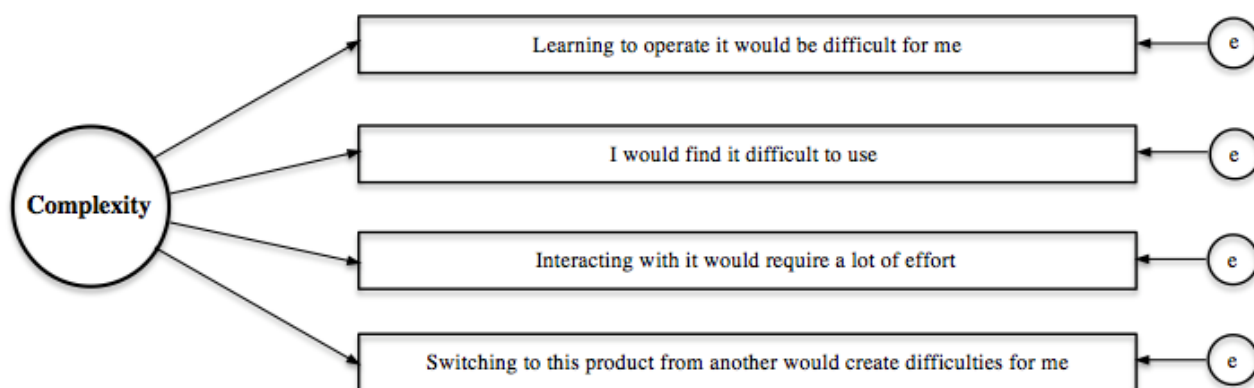 Learning to operate it would be difficult for me
e
I would find it difficult to use
e
Complexity
Interacting with it would require a lot of effort
e
Switching to this product from another would create difficulties for me
e